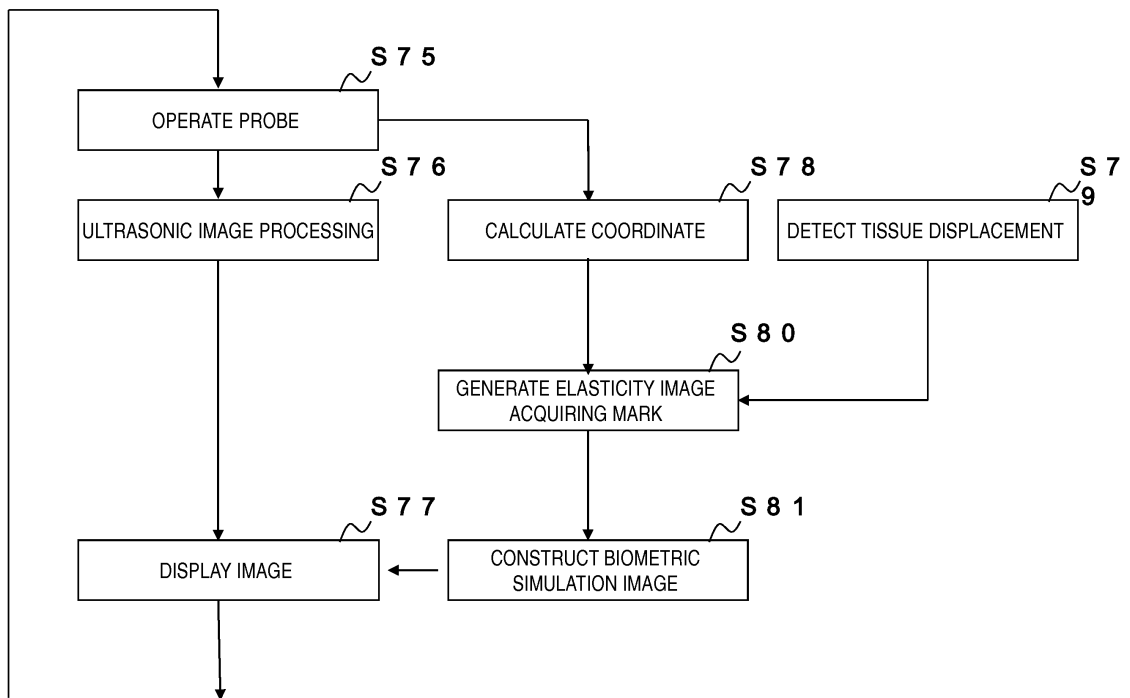 S 7 5
OPERATE PROBE
S 7 6
S 7 8
S 7
9
ULTRASONIC IMAGE PROCESSING
CALCULATE COORDINATE
DETECT TISSUE DISPLACEMENT
S 8 0
GENERATE ELASTICITY IMAGE
ACQUIRING MARK
S 7 7
S 8 1
DISPLAY IMAGE
CONSTRUCT BIOMETRIC
SIMULATION IMAGE